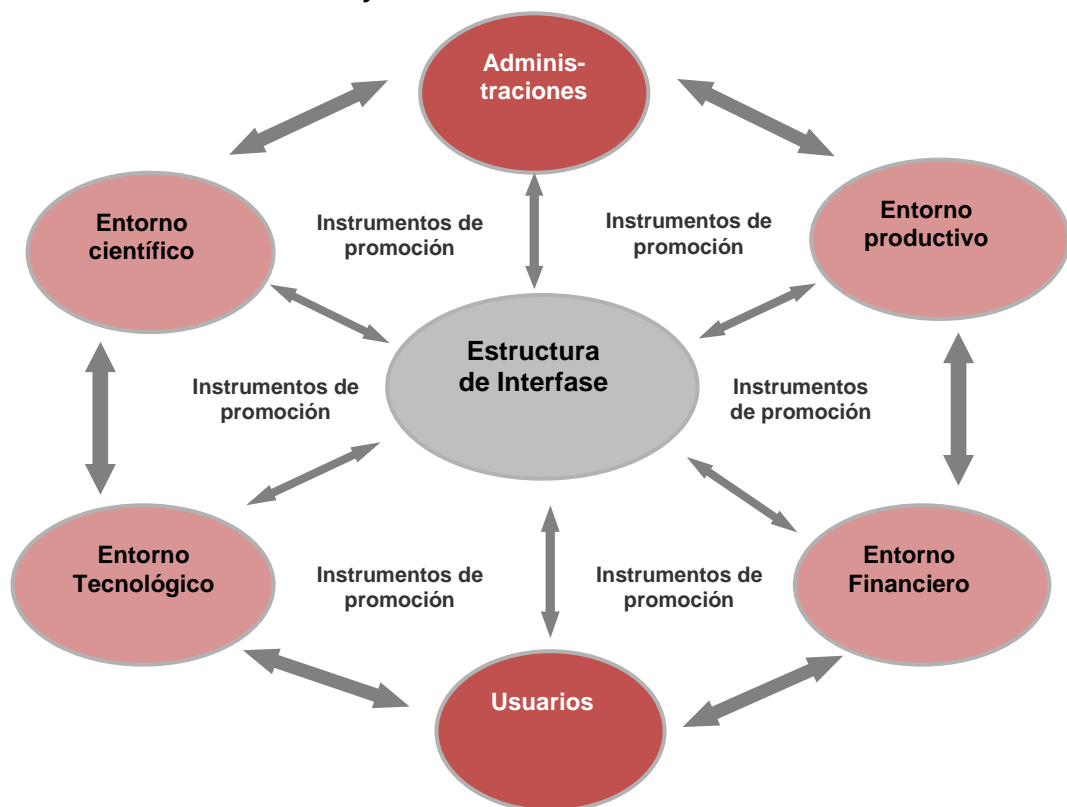 y
Adminis-
traciones
Entorno
científico
Instrumentos de
promoción
Instrumentos de
promoción
Entorno
productivo
Estructura
de Interfase
Instrumentos de
promoción
Instrumentos
de promoción
Entorno
Tecnológico
Instrumentos de
promoción
Instrumentos de
promoción
Entorno
Financiero
Usuarios